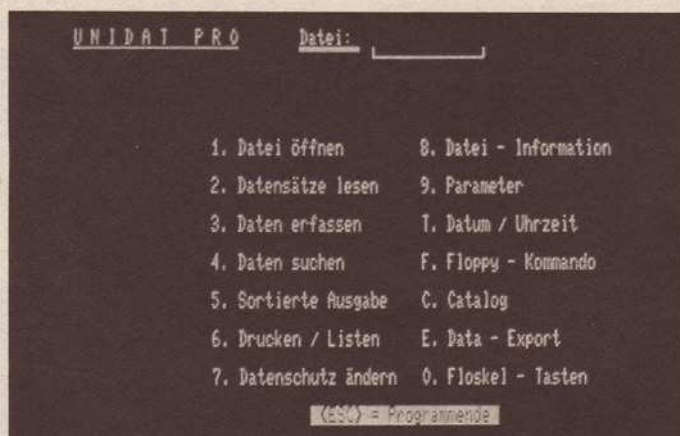 UNIDAT PRO Datei:
1. Datei öffnen 8. Datei - Information
2. Datensätze lesen 9. Parameter
3. Daten erfassen T. Datum / Uhrzeit
4. Daten suchen F. Floppy - Kommando
5. Sortierte Ausgabe C. Catalog
6. Drucken / Listen E. Data - Export
7. Datenschutz ändern 0. Floskel - Tasten
<ESC> = Programmende